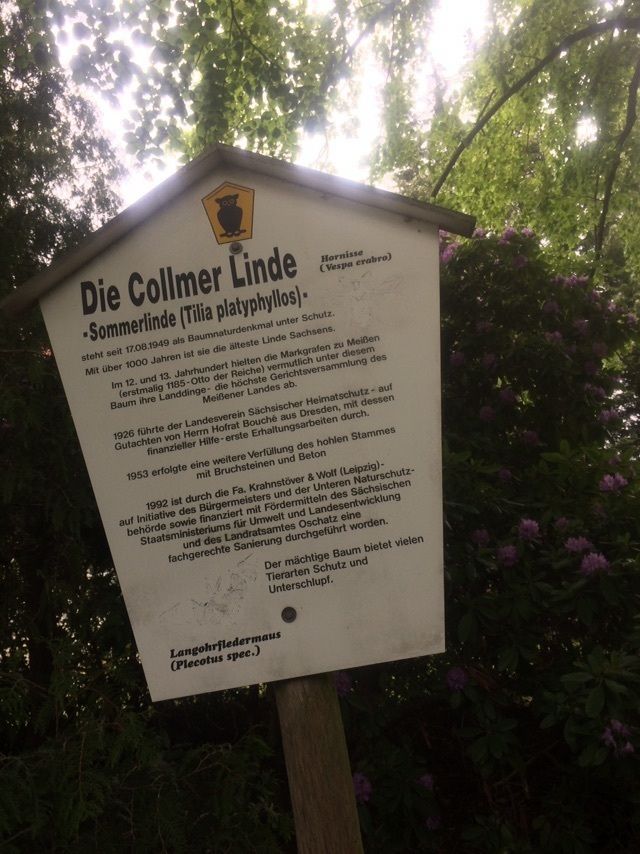 Die Collmer Linde
Hornisse
(Vespa crabro)
-Sommerlinde (Tilia platyphyllos)-
steht seit 17.08.1949 als Baumnaturdenkmal unter Schutz.
Mit über 1000 Jahren ist sie die älteste Linde Sachsens.
Im 12. und 13. Jahrhundert hielten die Markgrafen zu Meißen
(erstmalig 1185-Otto der Reiche) vermutlich unter diesem
Baum ihre Landdinge- die höchste Gerichtsversammlung des
Meißener Landes ab.
1926 führte der Landesverein Sächsischer Heimatschutz - auf
Gutachten von Herrn Hofrat Bouché aus Dresden, mit dessen
finanzieller Hilfe - erste Erhaltungsarbeiten durch.
1953 erfolgte eine weitere Verfüllung des hohlen Stammes
mit Bruchsteinen und Beton
1992 ist durch die Fa. Krahnstöver & Wolf (Leipzig)-
auf Initiative des Bürgermeisters und der Unteren Naturschutz-
behörde sowie finanziert mit Fördermitteln des Sächsischen
Staatsministeriums für Umwelt und Landesentwicklung
und des Landratsamtes Oschatz eine
fachgerechte Sanierung durchgeführt worden.
Der mächtige Baum bietet vielen
Tierarten Schutz und
Unterschlupf.
Langohrfledermaus
(Plecotus spec.)